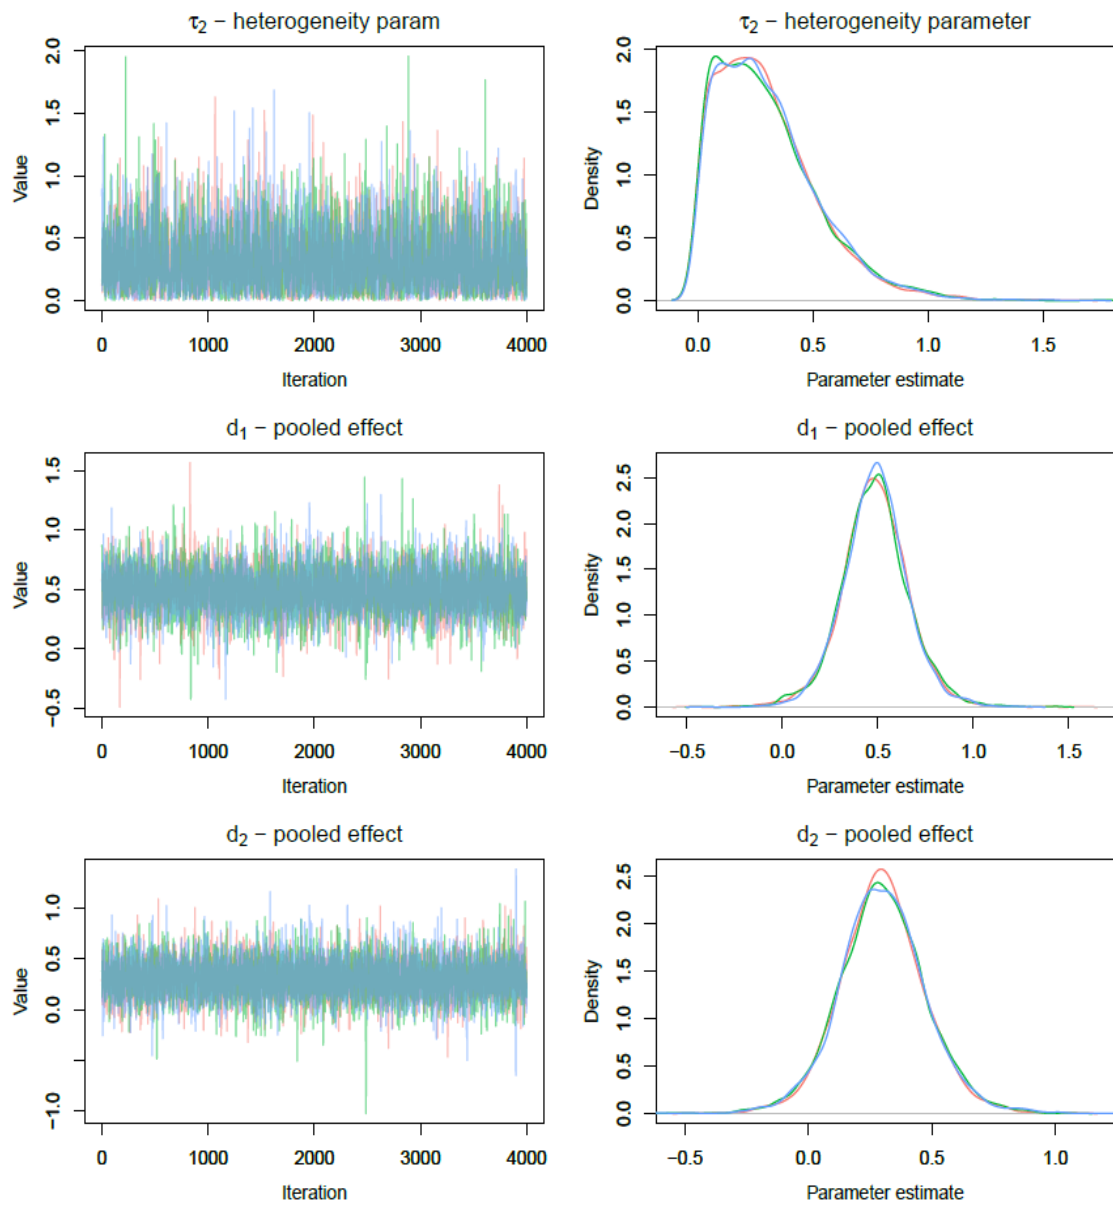 τ2 − heterogeneity param
Value
2.0
1.5
1.0
0.5
0.0
0 1000 2000 3000 4000
Iteration
τ2 − heterogeneity parameter
Density
2.0
1.5
1.0
0.5
0.0
0.0 0.5 1.0 1.5
Parameter estimate
d1 − pooled effect
Value
1.5
1.0
0.5
0.0
−0.5
0 1000 2000 3000 4000
Iteration
d1 − pooled effect
Density
2.5
2.0
1.5
1.0
0.5
0.0
−0.5 0.0 0.5 1.0 1.5
Parameter estimate
d2 − pooled effect
Value
1.0
0.5
0.0
−1.0
0 1000 2000 3000 4000
Iteration
d2 − pooled effect
Density
2.5
2.0
1.5
1.0
0.5
0.0
−0.5 0.0 0.5 1.0
Parameter estimate